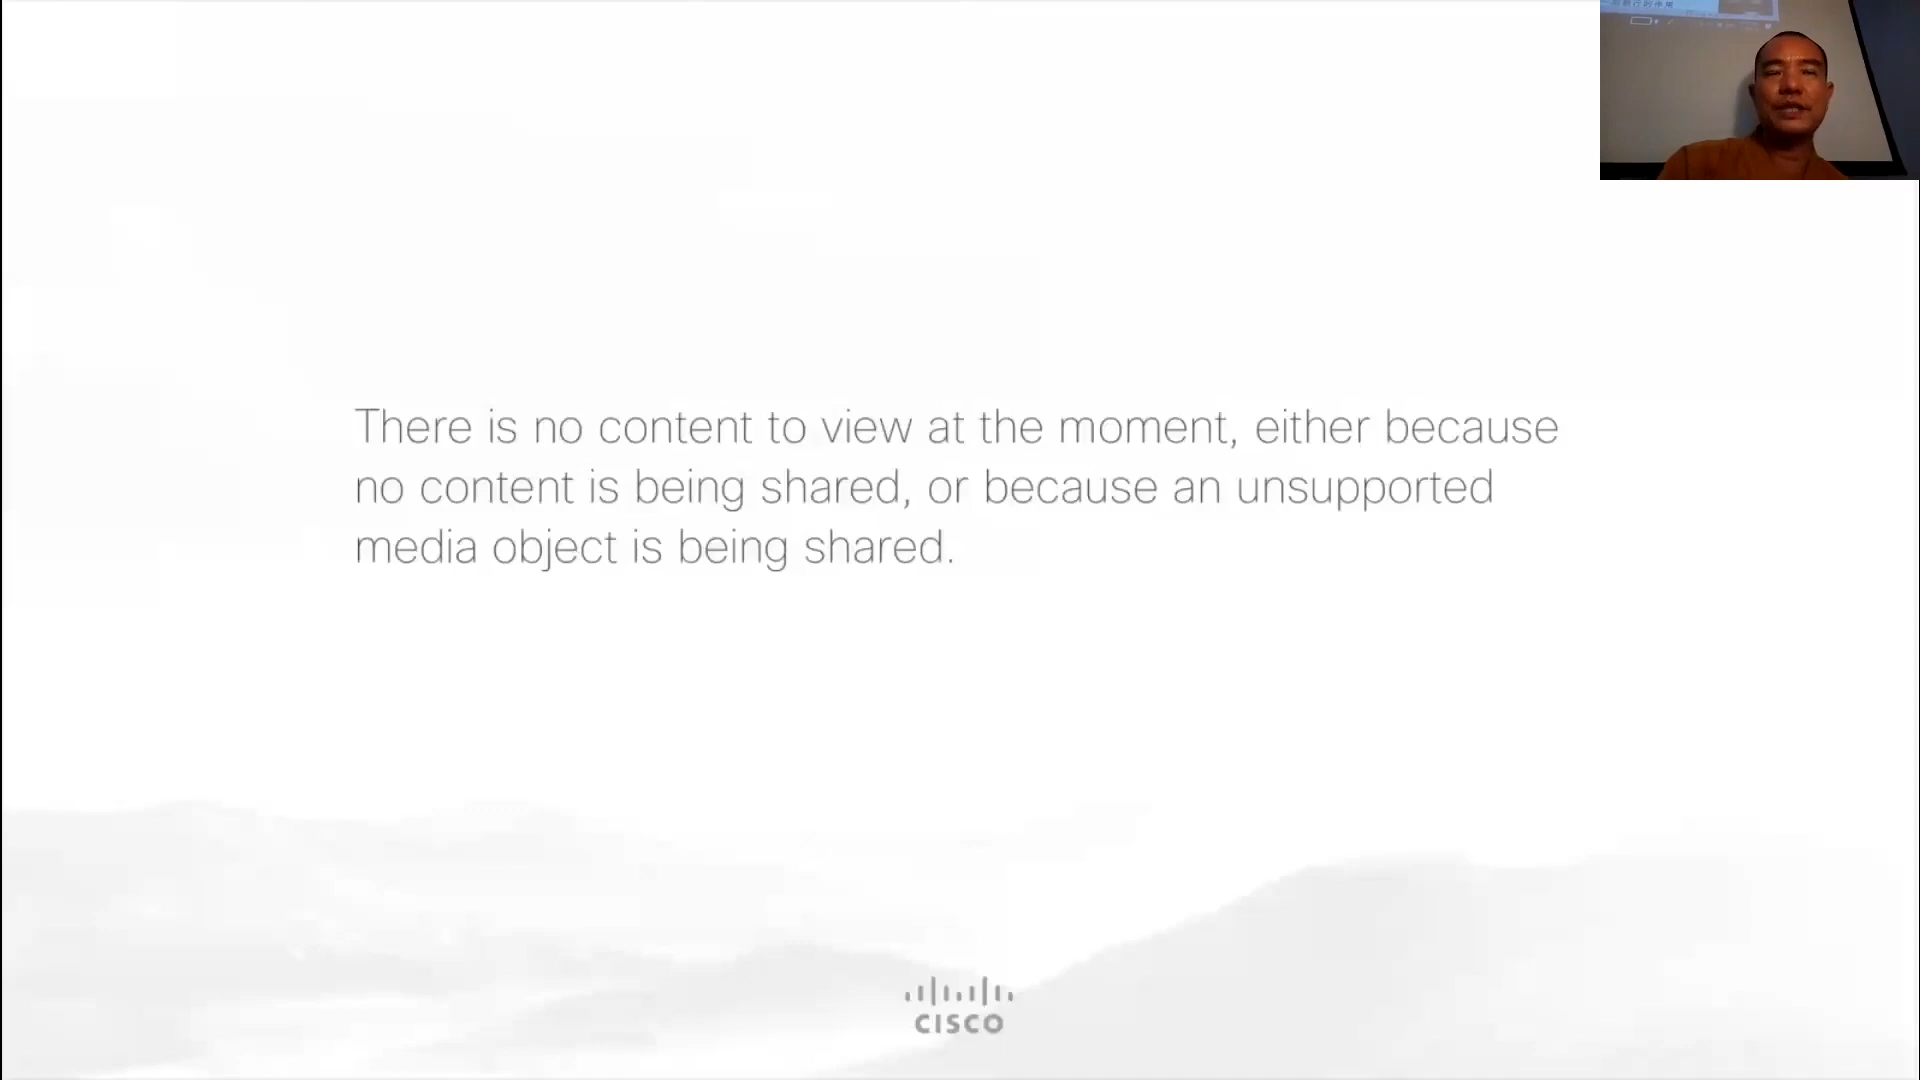 There is no content to view at the moment, either because
no content is being shared, or because an unsupported
media object is being shared.
CISCO